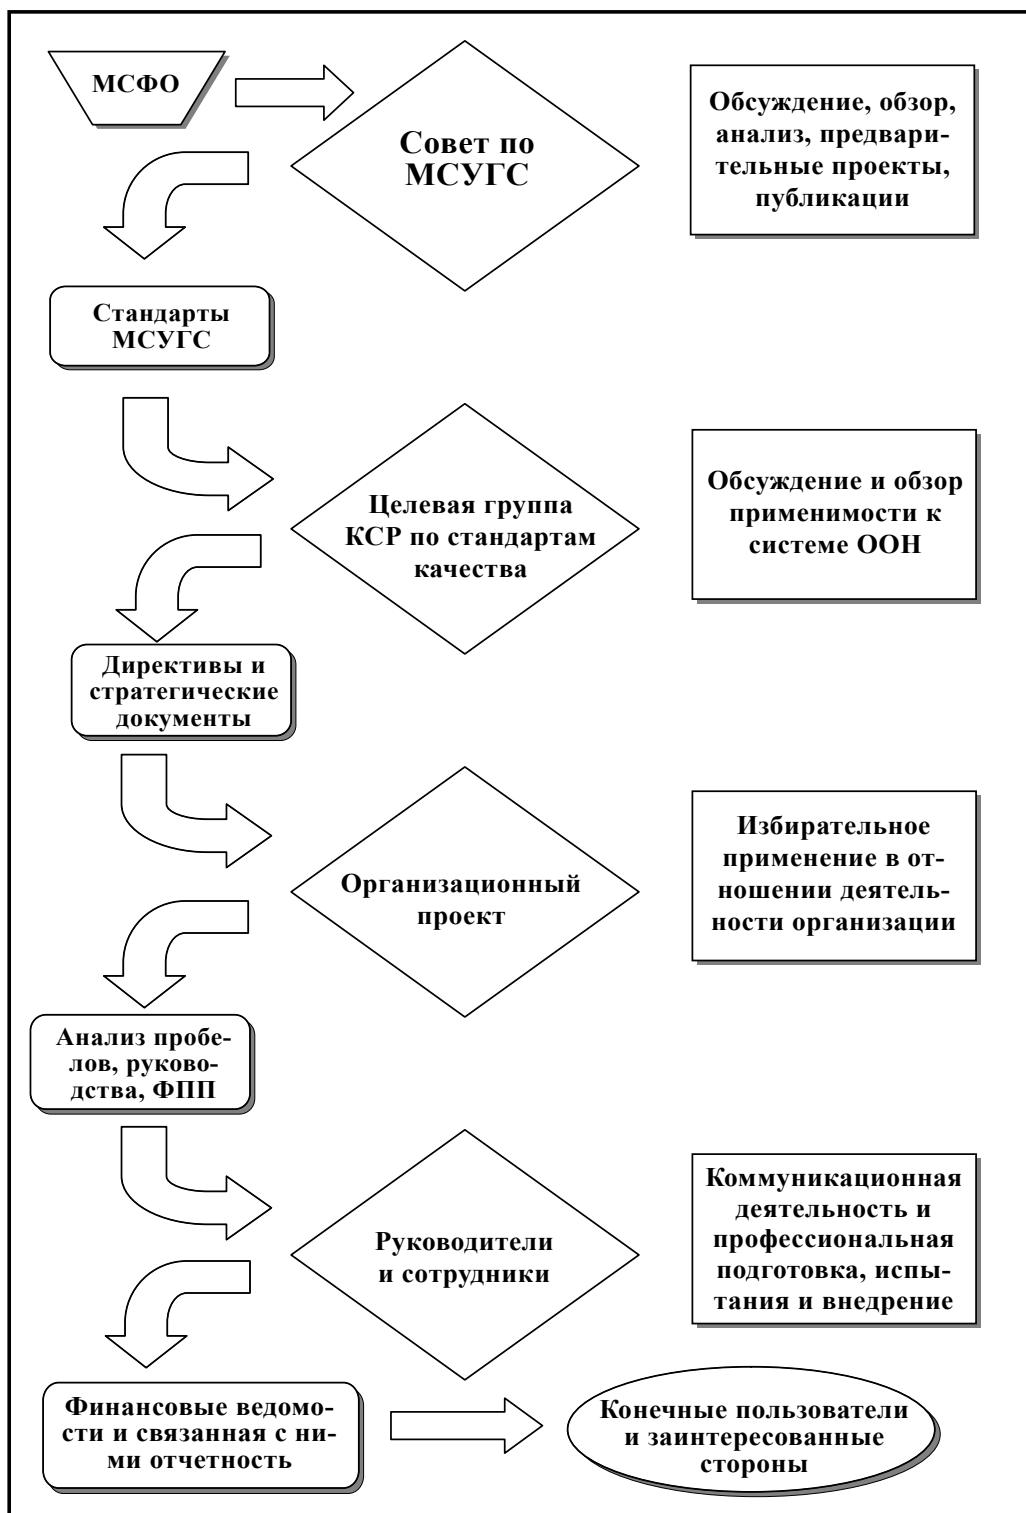 МСФО
Совет по
МСУГС
Обсуждение, обзор,
анализ, предвари-
тельные проекты,
публикации
Стандарты
МСУГС
Целевая группа
КСР по стандартам
качества
Обсуждение и обзор
применимости к
системе ООН
Директивы и
стратегические
документы
Организационный
проект
Избирательное
применение в от-
ношении деятель-
ности организации
Анализ пробе-
лов, руково-
дства, ФПП
Руководители
и сотрудники
Коммуникационная
деятельность и
профессиональная
подготовка, испы-
тания и внедрение
Финансовые ведомо-
сти и связанная с ни-
ми отчетность
Конечные пользователи
и заинтересованные
стороны